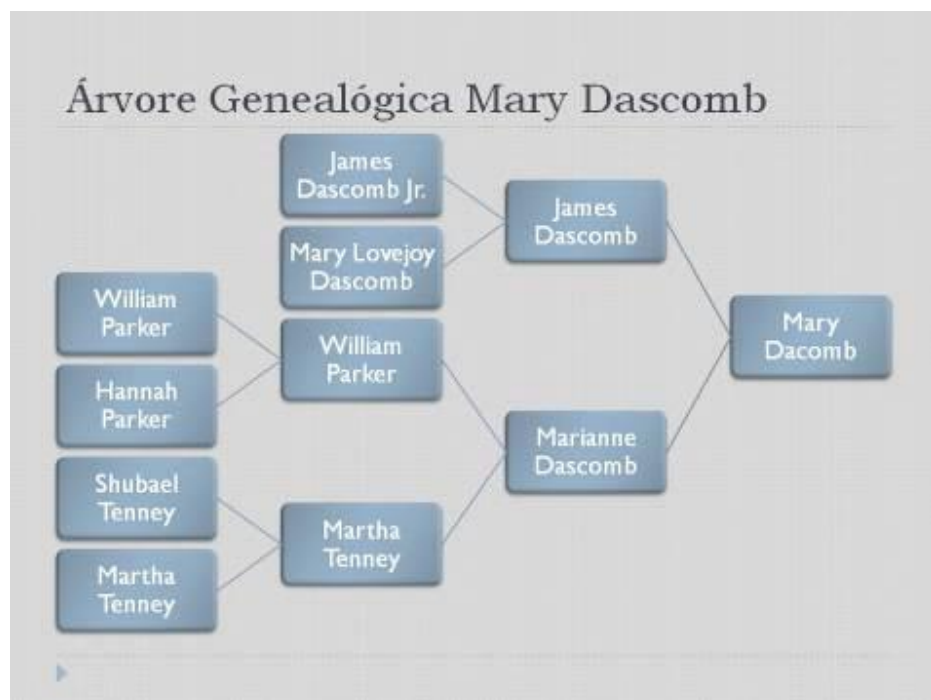 Árvore Genealógica Mary Dascomb
James
Dascomb Jr.
Mary Lovejoy
Dascomb
James
Dascomb
William
Parker
Hannah
Parker
William
Parker
Mary
Dacomb
Shubael
Tenney
Martha
Tenney
Martha
Tenney
Marianne
Dascomb